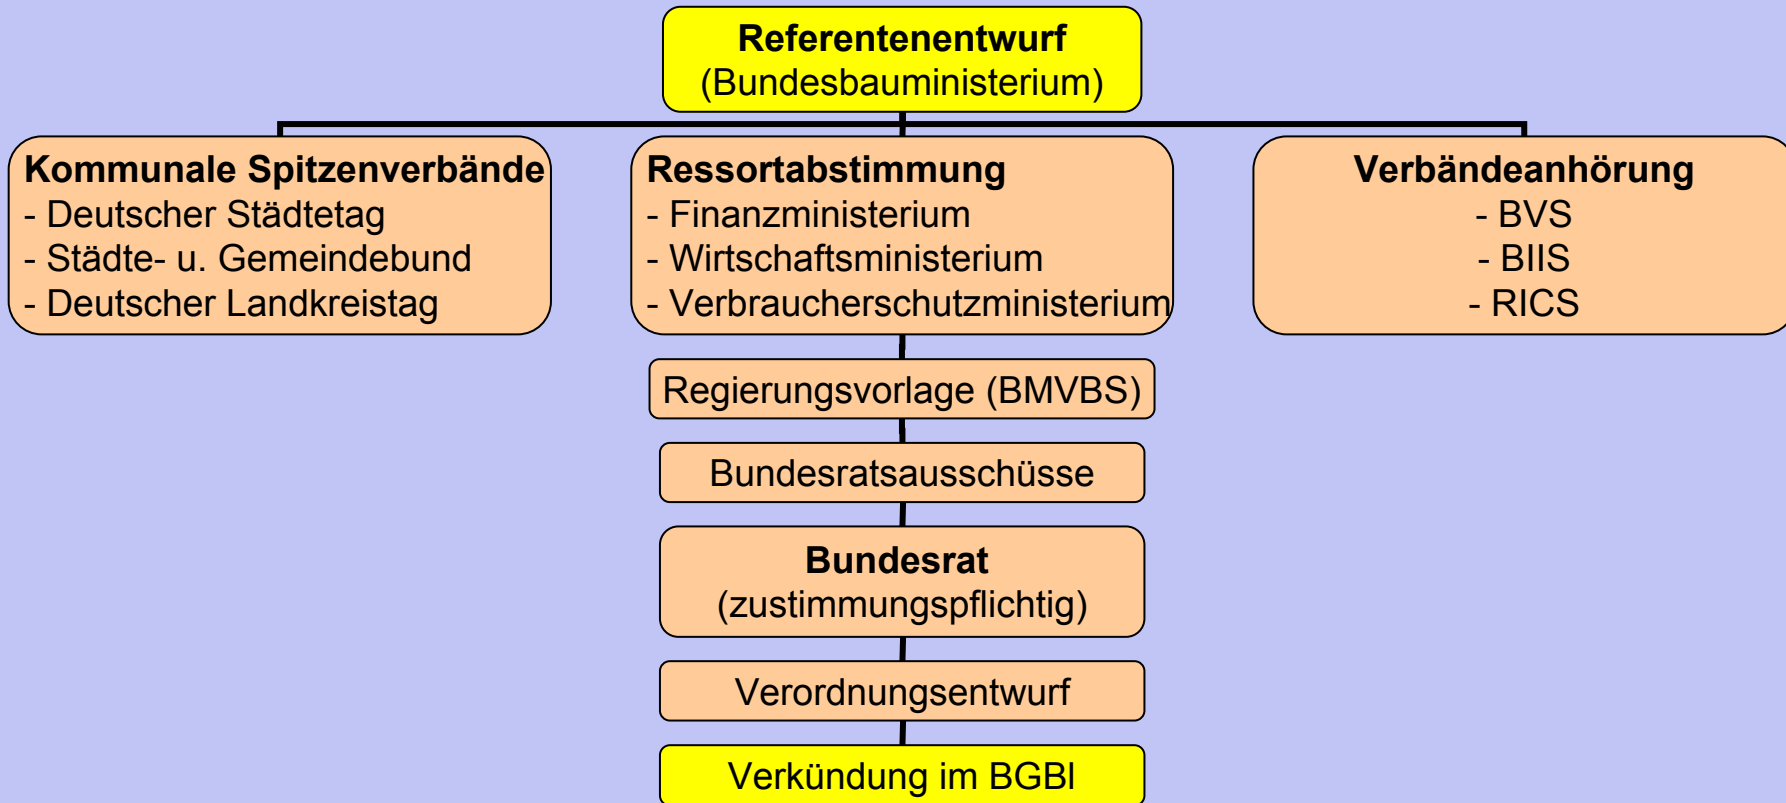 Referentenentwurf
(Bundesbauministerium)
Kommunale Spitzenverbände
- Deutscher Städtetag
- Städte- u. Gemeindebund
- Deutscher Landkreistag
Ressortabstimmung
- Finanzministerium
- Wirtschaftsministerium
- Verbraucherschutzministerium
Verbändeanhörung
- BVS
- BIIS
- RICS
Regierungsvorlage (BMVBS)
Bundesratsausschüsse
Bundesrat
(zustimmungspflichtig)
Verordnungsentwurf
Verkündung im BGBl